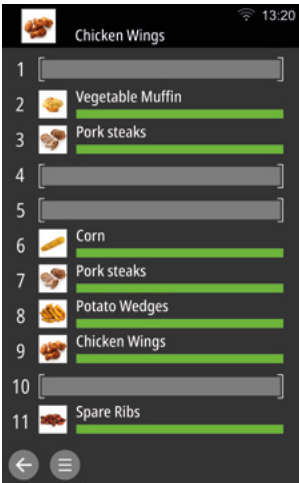 13:20
Chicken Wings
1
2 Vegetable Muffin
3 Pork steaks
4
5
6 Corn
7 Pork steaks
8 Potato Wedges
9 Chicken Wings
10
11 Spare Ribs